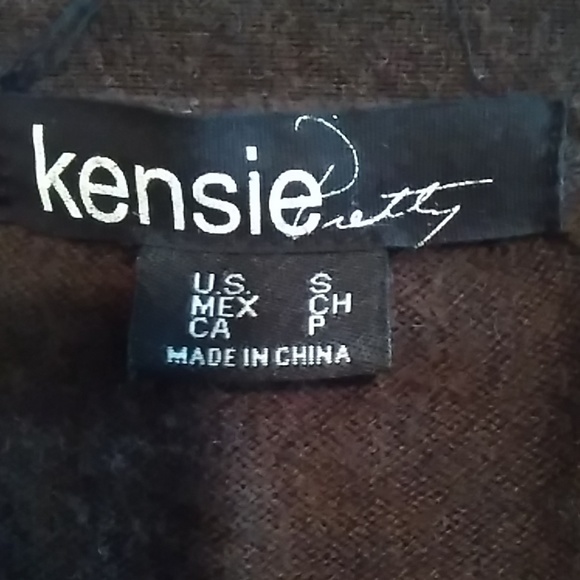 kensie Pretty
U.S. S
MEX CH
CA P
MADE IN CHINA